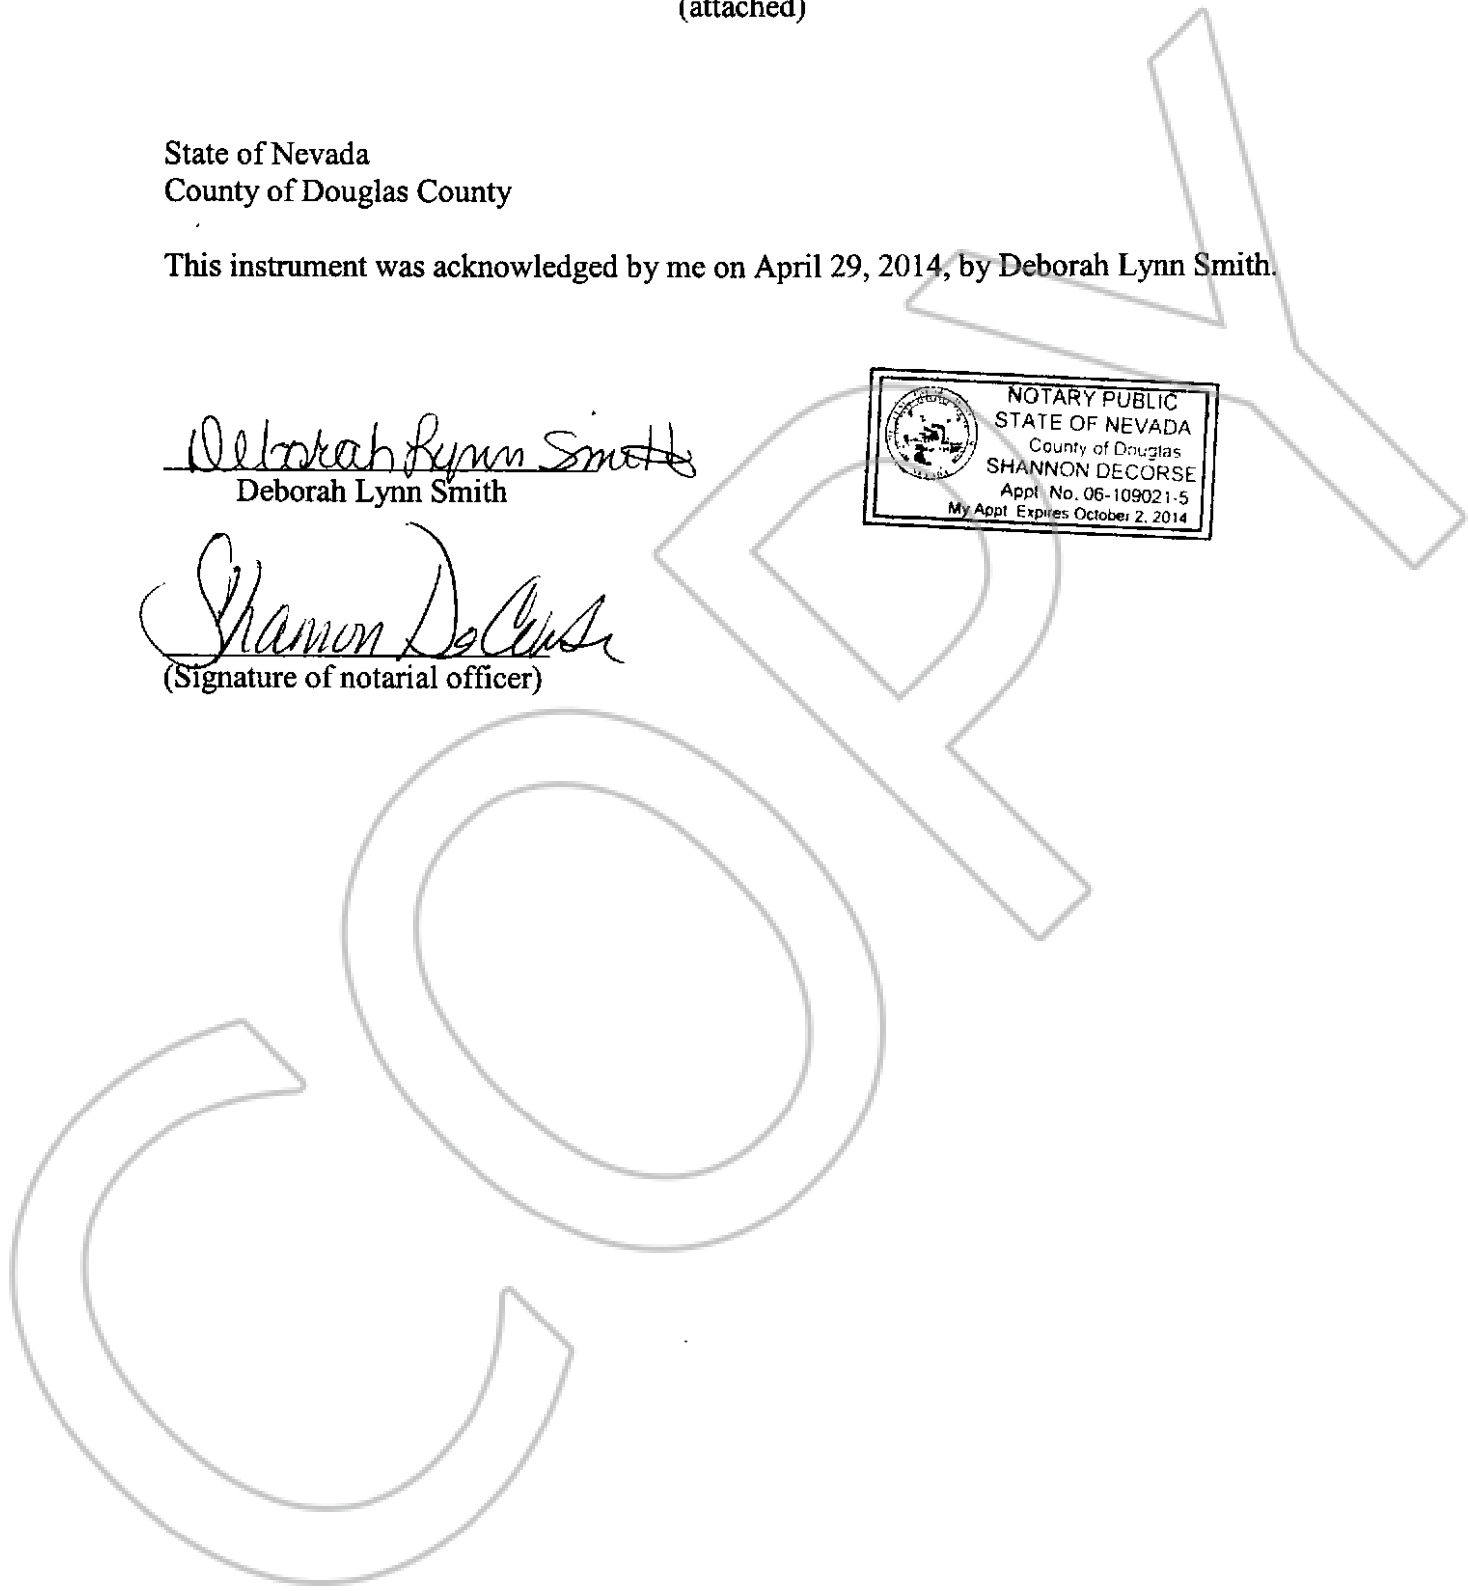 (attached)
State of Nevada
County of Douglas County
This instrument was acknowledged by me on April 29, 2014, by Deborah Lynn Smith.
Deborah Lynn Smith
Deborah Lynn Smith
NOTARY PUBLIC
STATE OF NEVADA
County of Douglas
SHANNON DECORSE
Appt No. 06-109021-5
My Appt Expires October 2, 2014
Shannon DeCorse
(Signature of notarial officer)
COPY